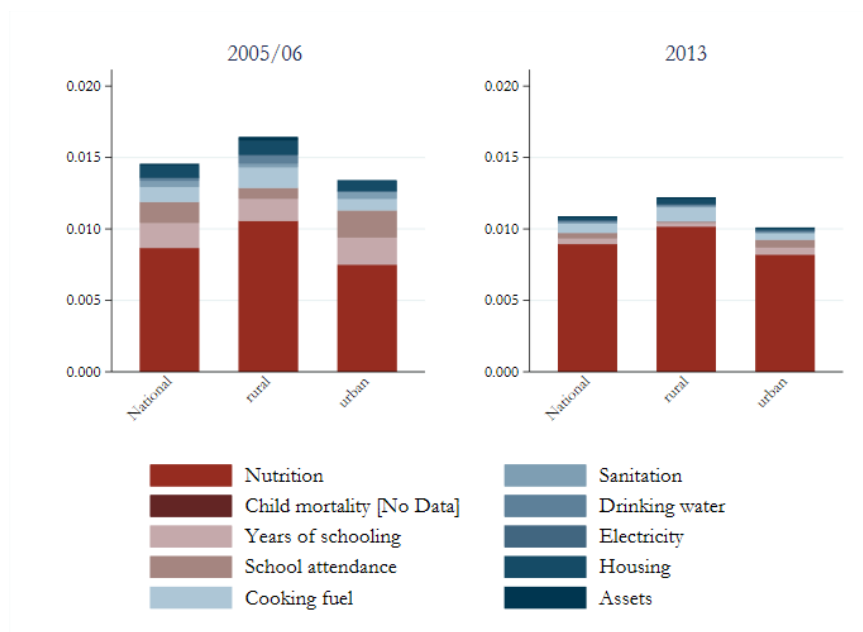 2005/06
0.020
0.015
0.010
0.005
0.000
National
rural
urban
2013
0.020
0.015
0.010
0.005
0.000
National
rural
urban
Nutrition
Child mortality [No Data]
Years of schooling
School attendance
Cooking fuel
Sanitation
Drinking water
Electricity
Housing
Assets